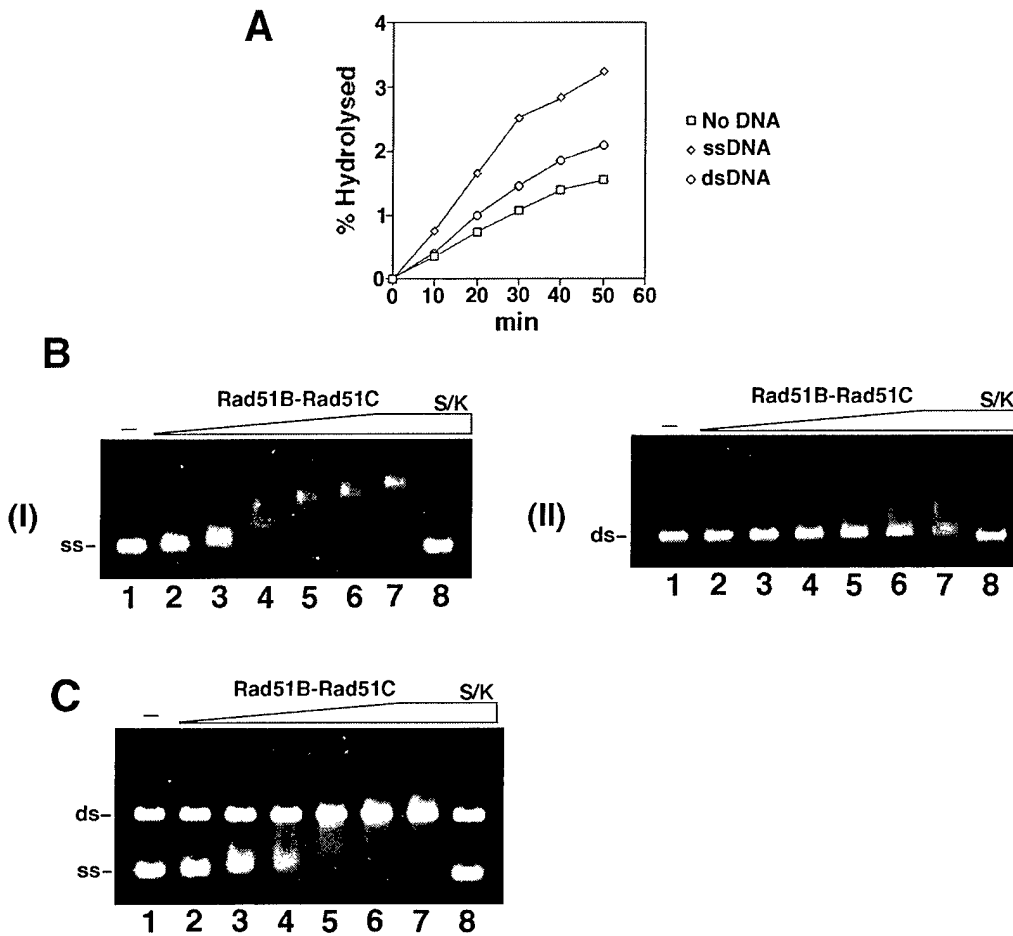 A
% Hydrolysed
4
3
2
1
0
0 10 20 30 40 50 60
min
No DNA
ssDNA
dsDNA
B
Rad51B-Rad51C S/K
–
(I)
ss-
1 2 3 4 5 6 7 8
Rad51B-Rad51C S/K
–
(II)
ds-
1 2 3 4 5 6 7 8
C
Rad51B-Rad51C S/K
–
ds-
ss-
1 2 3 4 5 6 7 8